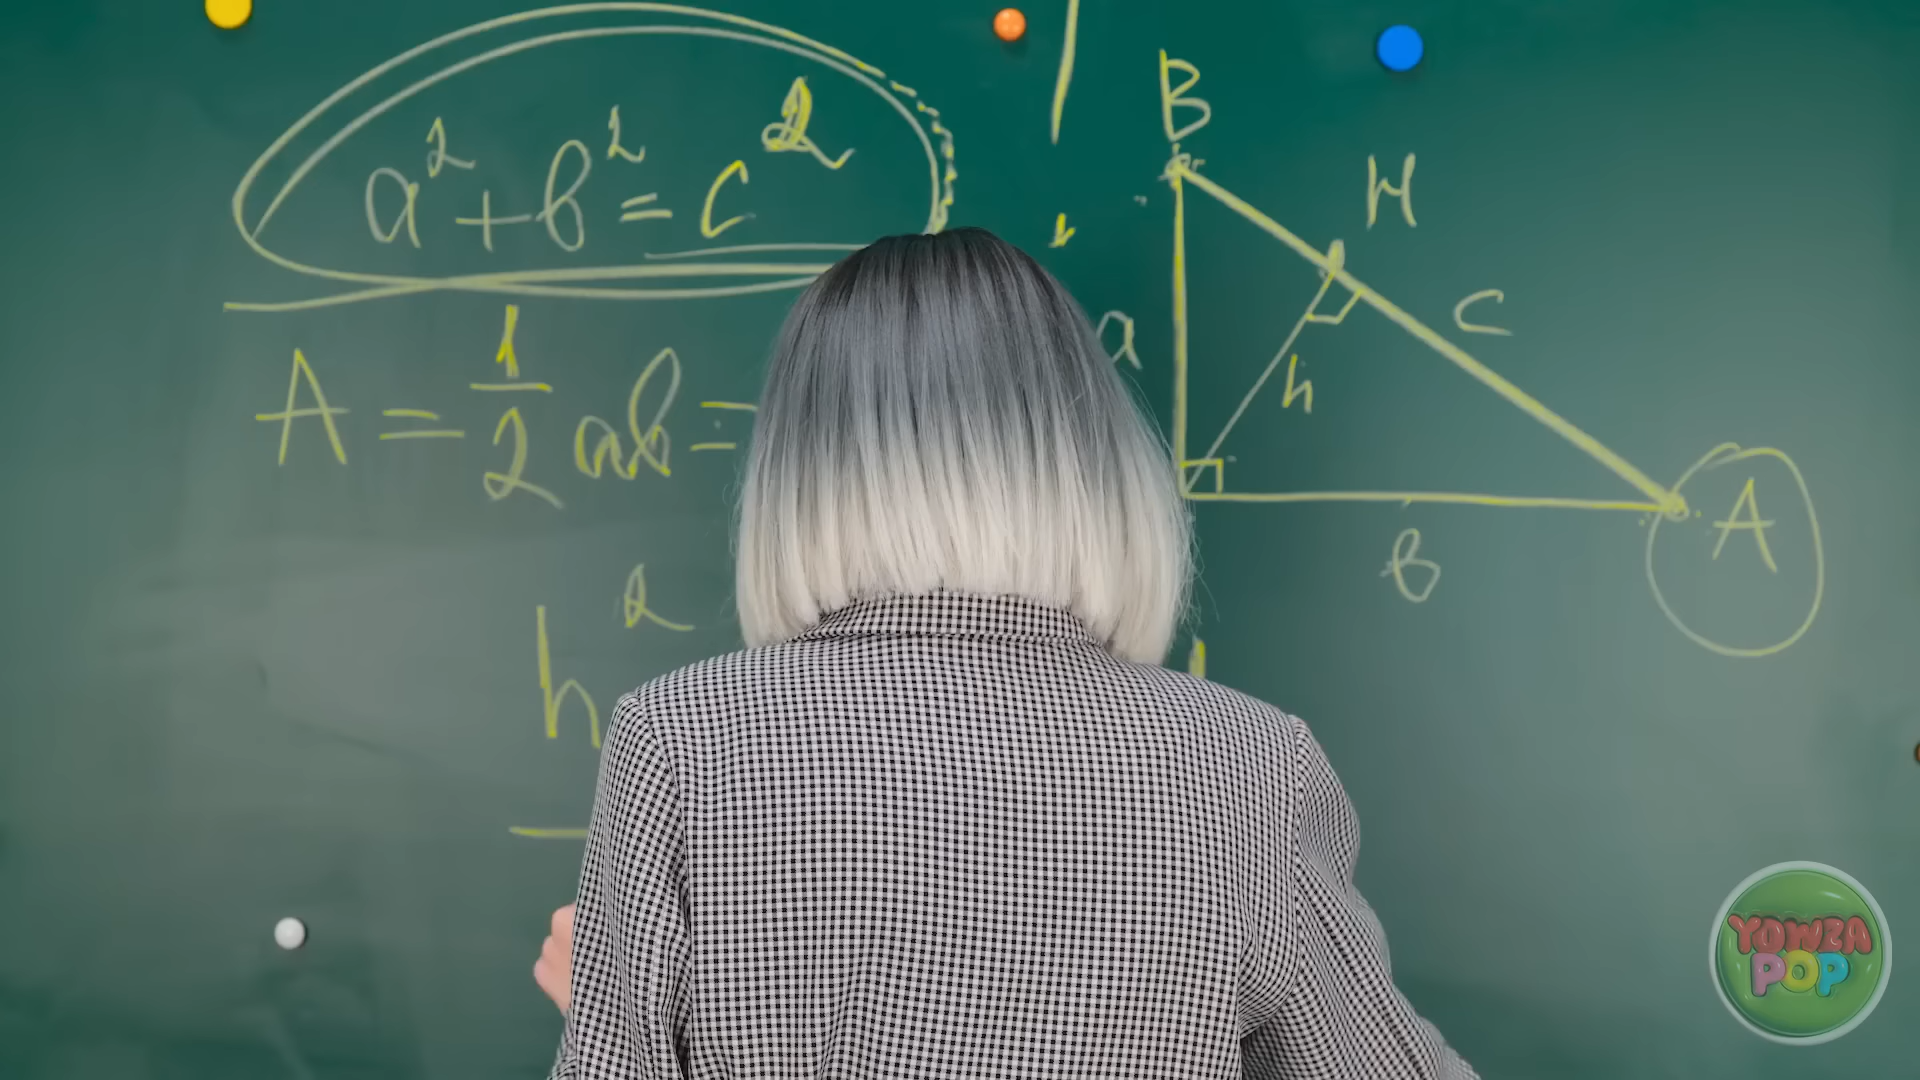 a² + b² = c²
A = 1/2 ab =
h²
B
H
c
a
h
A
b
YOWZA
POP